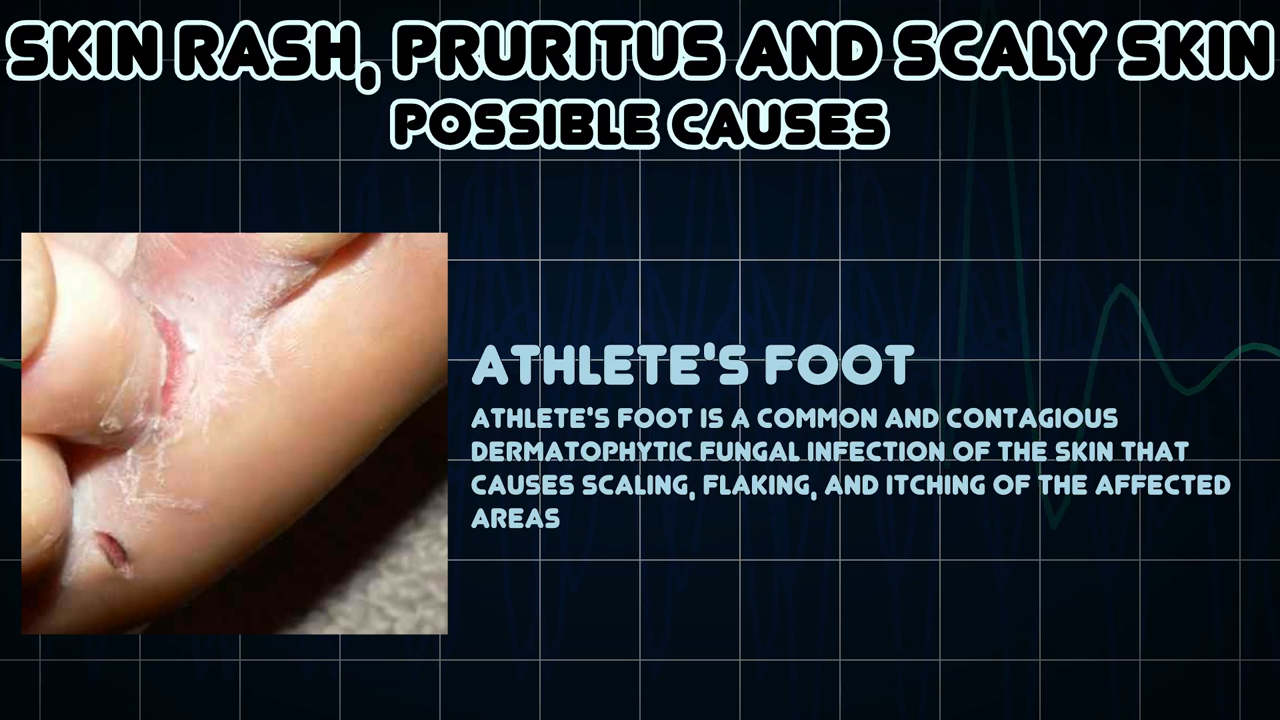 SKIN RASH, PRURITUS AND SCALY SKIN
POSSIBLE CAUSES
ATHLETE'S FOOT
ATHLETE'S FOOT IS A COMMON AND CONTAGIOUS
DERMATOPHYTIC FUNGAL INFECTION OF THE SKIN THAT
CAUSES SCALING, FLAKING, AND ITCHING OF THE AFFECTED
AREAS